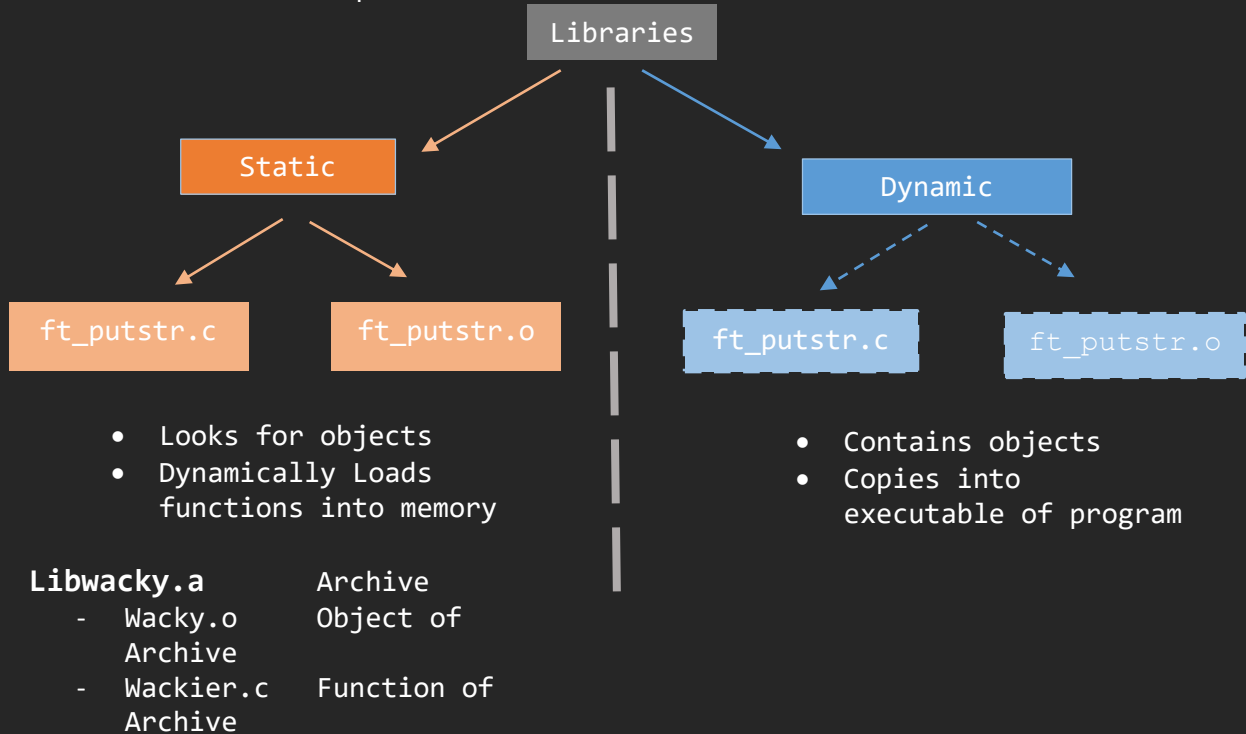 Libraries
Static
Dynamic
ft_putstr.c
ft_putstr.o
ft_putstr.c
ft_putstr.o
• Looks for objects
• Dynamically Loads
functions into memory
• Contains objects
• Copies into
executable of program
Libwacky.a Archive
- Wacky.o Object of
Archive
- Wackier.c Function of
Archive